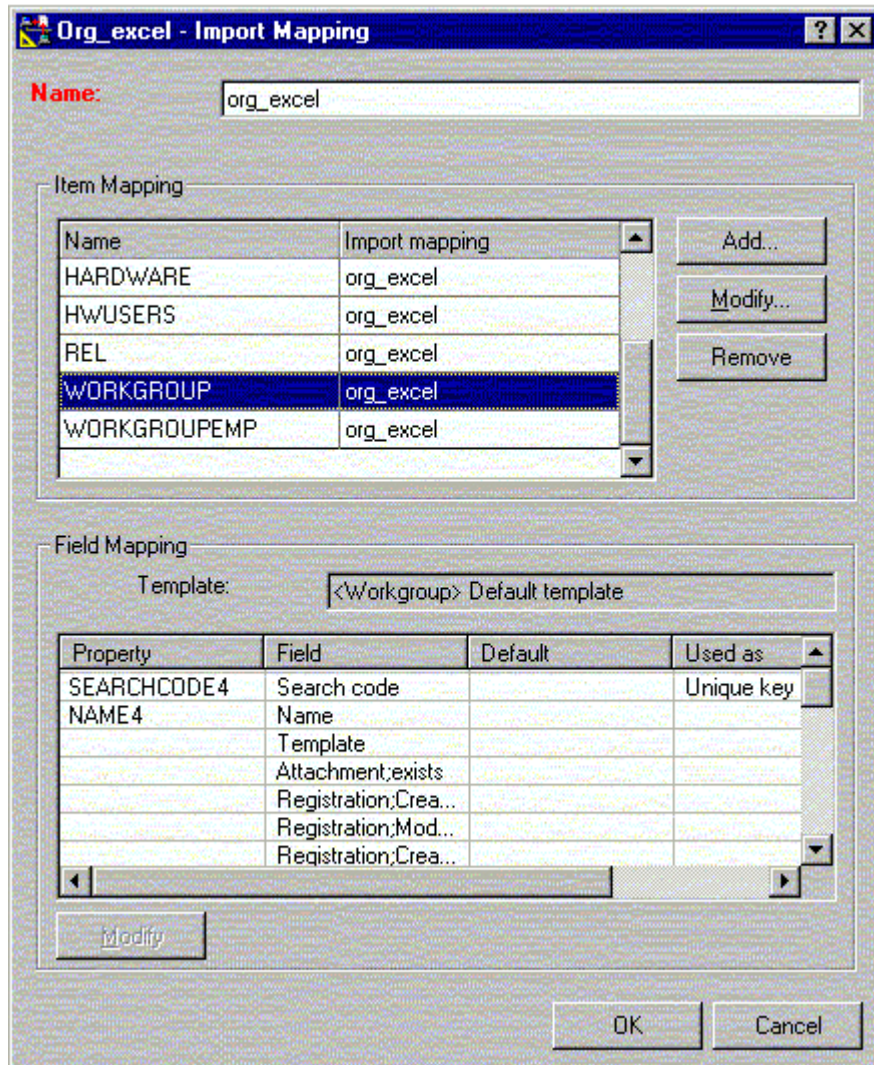 Org_excel - Import Mapping
Name: org_excel
Item Mapping
Name Import mapping
HARDWARE org_excel
HWUSERS org_excel
REL org_excel
WORKGROUP org_excel
WORKGROUPEMP org_excel
Add...
Modify...
Remove
Field Mapping
Template: <Workgroup> Default template
Property Field Default Used as
SEARCHCODE4 Search code Unique key
NAME4 Name
Template
Attachment;exists
Registration;Crea...
Registration;Mod...
Registration;Crea...
Modify
OK Cancel